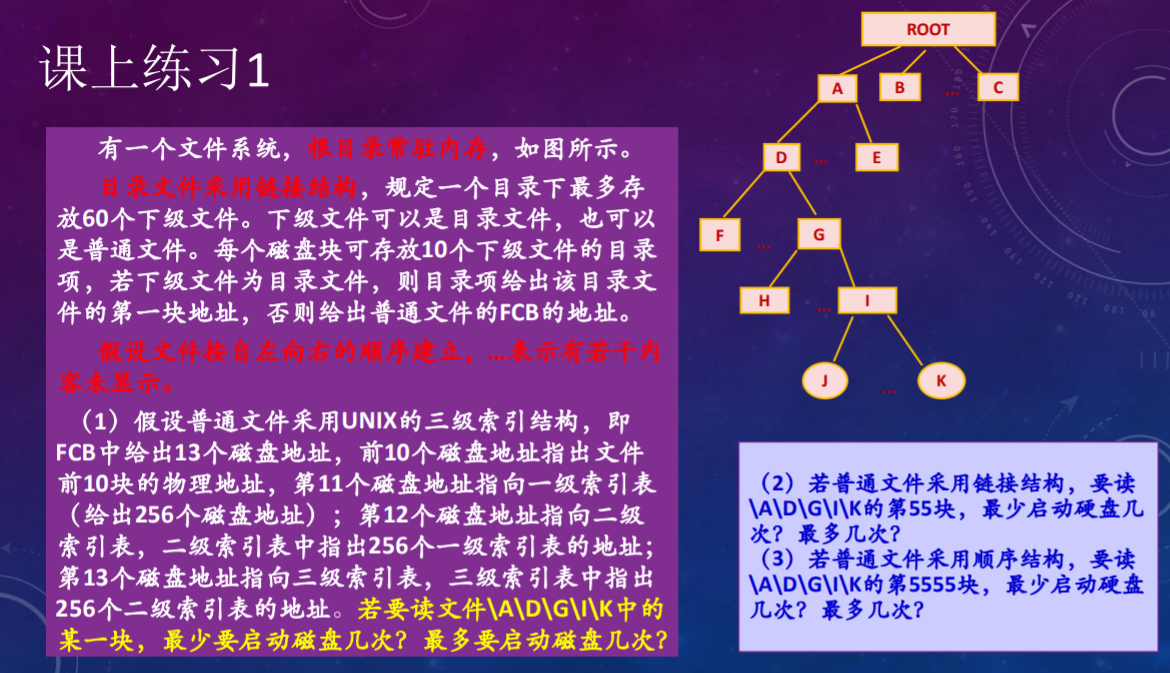 课上练习1
有一个文件系统，根目录常驻内存，如图所示。
目录文件采用链接结构，规定一个目录下最多存
放60个下级文件。下级文件可以是目录文件，也可以
是普通文件。每个磁盘块可存放10个下级文件的目录
项，若下级文件为目录文件，则目录项给出该目录文
件的第一块地址，否则给出普通文件的FCB的地址。
假设文件按自左向右的顺序建立，…表示有若干内
容未显示。
（1）假设普通文件采用UNIX的三级索引结构，即
FCB中给出13个磁盘地址，前10个磁盘地址指出文件
前10块的物理地址，第11个磁盘地址指向一级索引表
（给出256个磁盘地址）；第12个磁盘地址指向二级
索引表，二级索引表中指出256个一级索引表的地址；
第13个磁盘地址指向三级索引表，三级索引表中指出
256个二级索引表的地址。若要读文件\A\D\G\I\K中的
某一块，最少要启动磁盘几次？最多要启动磁盘几次？
ROOT
A B … C
D … E
F … G
H … I
J … K
（2）若普通文件采用链接结构，要读
\A\D\G\I\K的第55块，最少启动硬盘几
次？最多几次？
（3）若普通文件采用顺序结构，要读
\A\D\G\I\K的第5555块，最少启动硬盘
几次？最多几次？